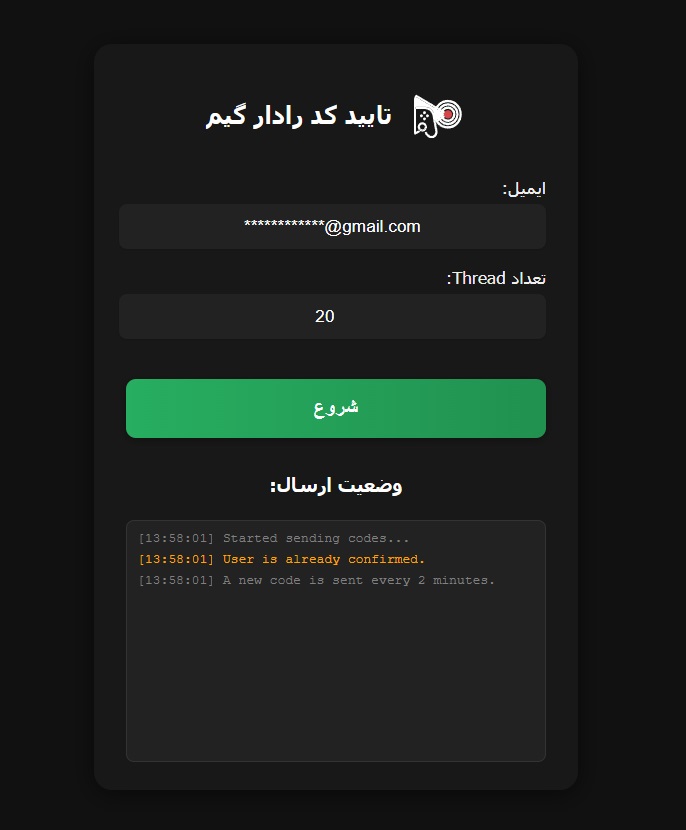 تایید کد رادار گیم
ایمیل:
************@gmail.com
تعداد Thread:
20
شروع
وضعیت ارسال:
[13:58:01] Started sending codes...
[13:58:01] User is already confirmed.
[13:58:01] A new code is sent every 2 minutes.